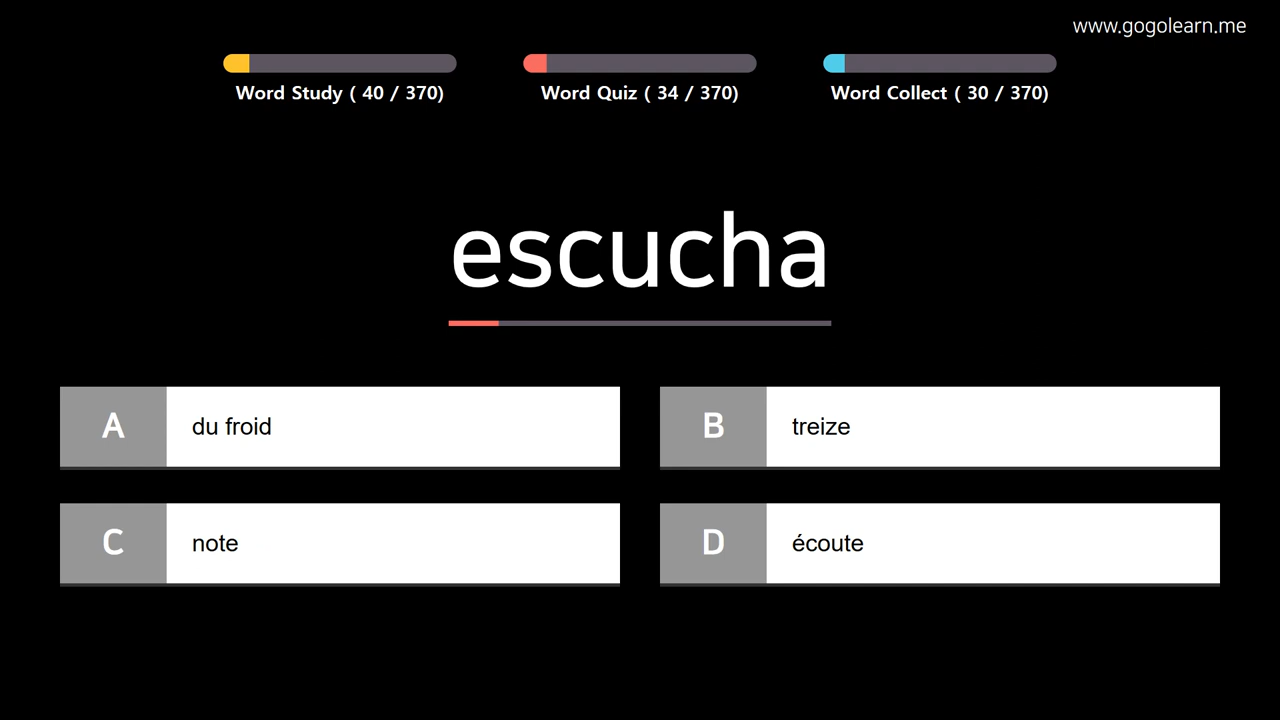 www.gogolearn.me
Word Study ( 40 / 370)
Word Quiz ( 34 / 370)
Word Collect ( 30 / 370)
escucha
A du froid
B treize
C note
D écoute